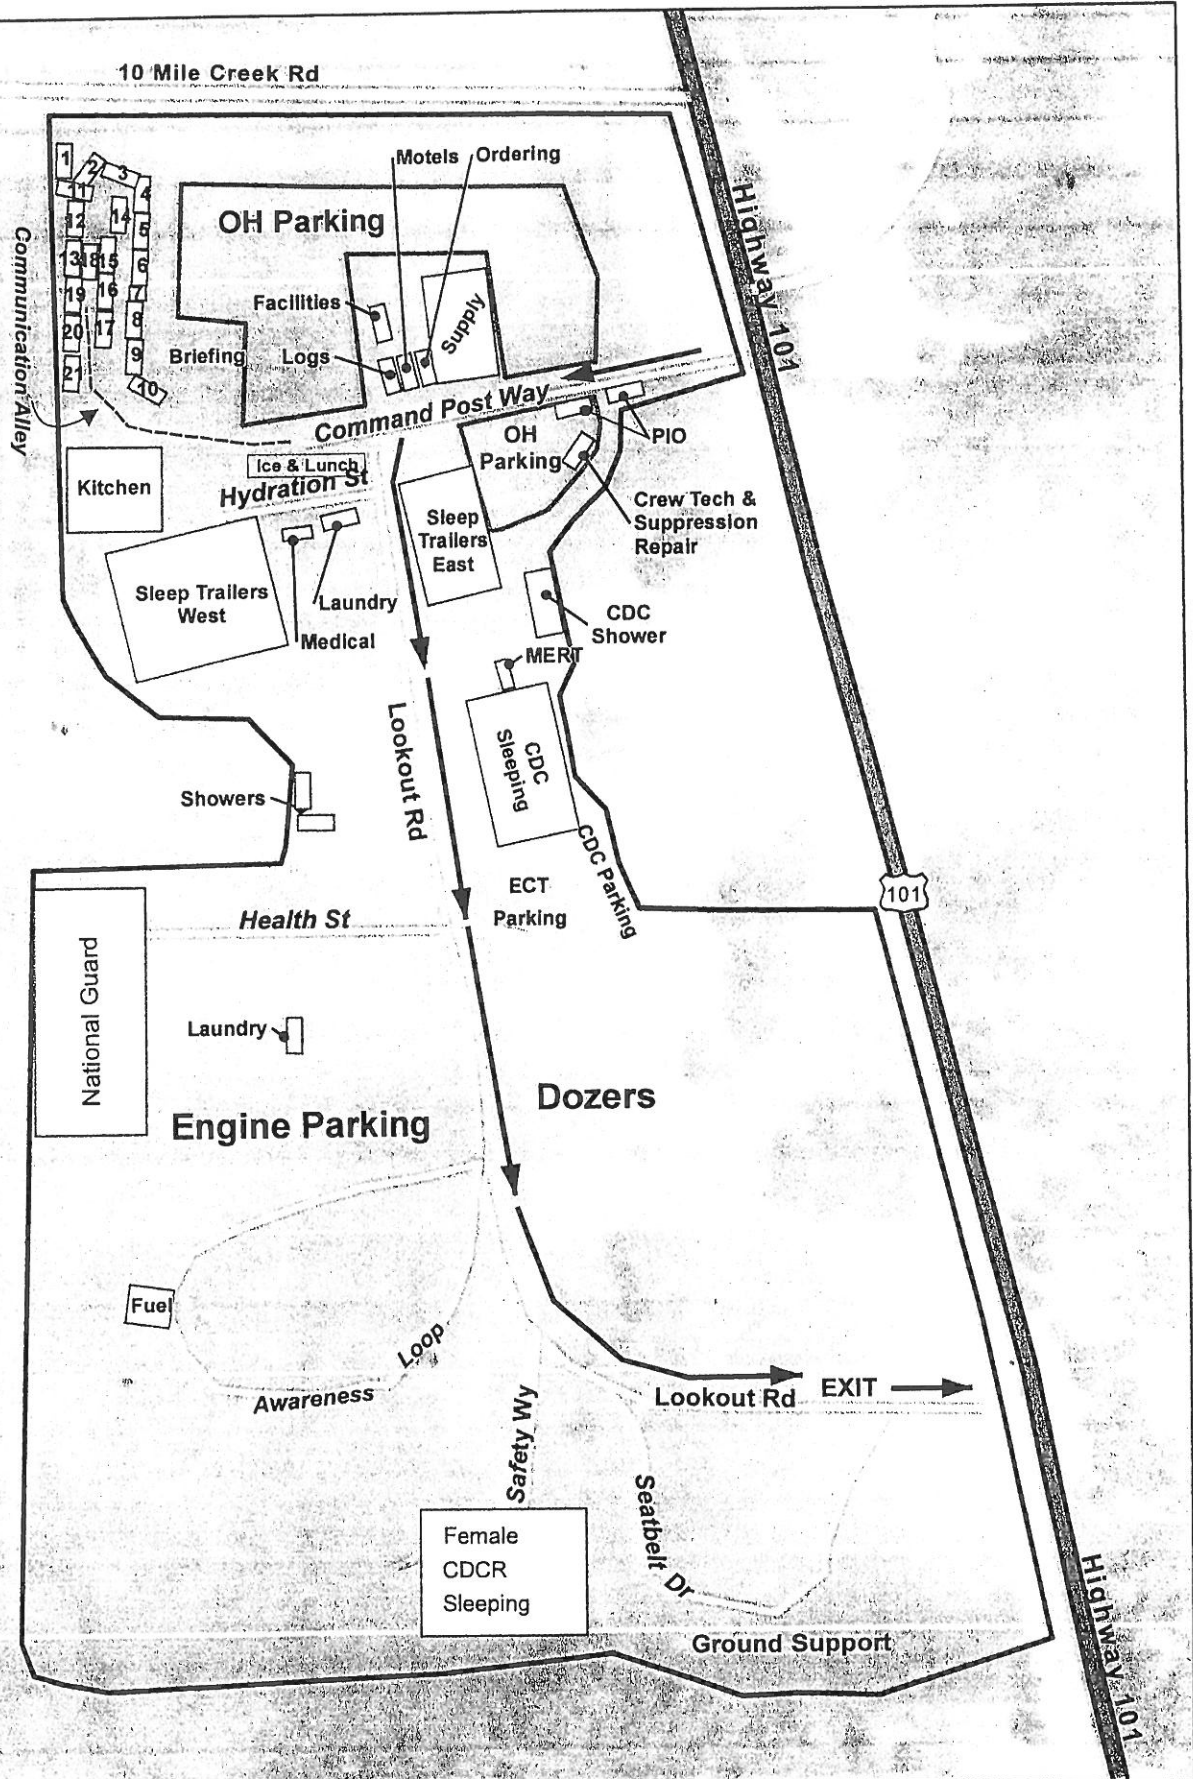 10 Mile Creek Rd
Motels
Ordering
1
2
3
11
4
12
14
5
13
18
15
6
19
16
7
20
17
8
21
9
10
OH Parking
Highway 101
Communication Alley
Facilities
Supply
Briefing
Logs
Command Post Way
OH
Parking
PIO
Ice & Lunch
Hydration St
Kitchen
Crew Tech &
Suppression
Repair
Sleep
Trailers
East
Sleep Trailers
West
Laundry
Medical
CDC
Shower
MERT
Lookout Rd
CDC
Sleeping
Showers
CDC Parking
ECT
Parking
101
Health St
National Guard
Laundry
Dozers
Engine Parking
Fuel
Loop
Awareness
Lookout Rd
EXIT
Safety Wy
Seatbelt Dr
Female
CDCR
Sleeping
Ground Support
Highway 101